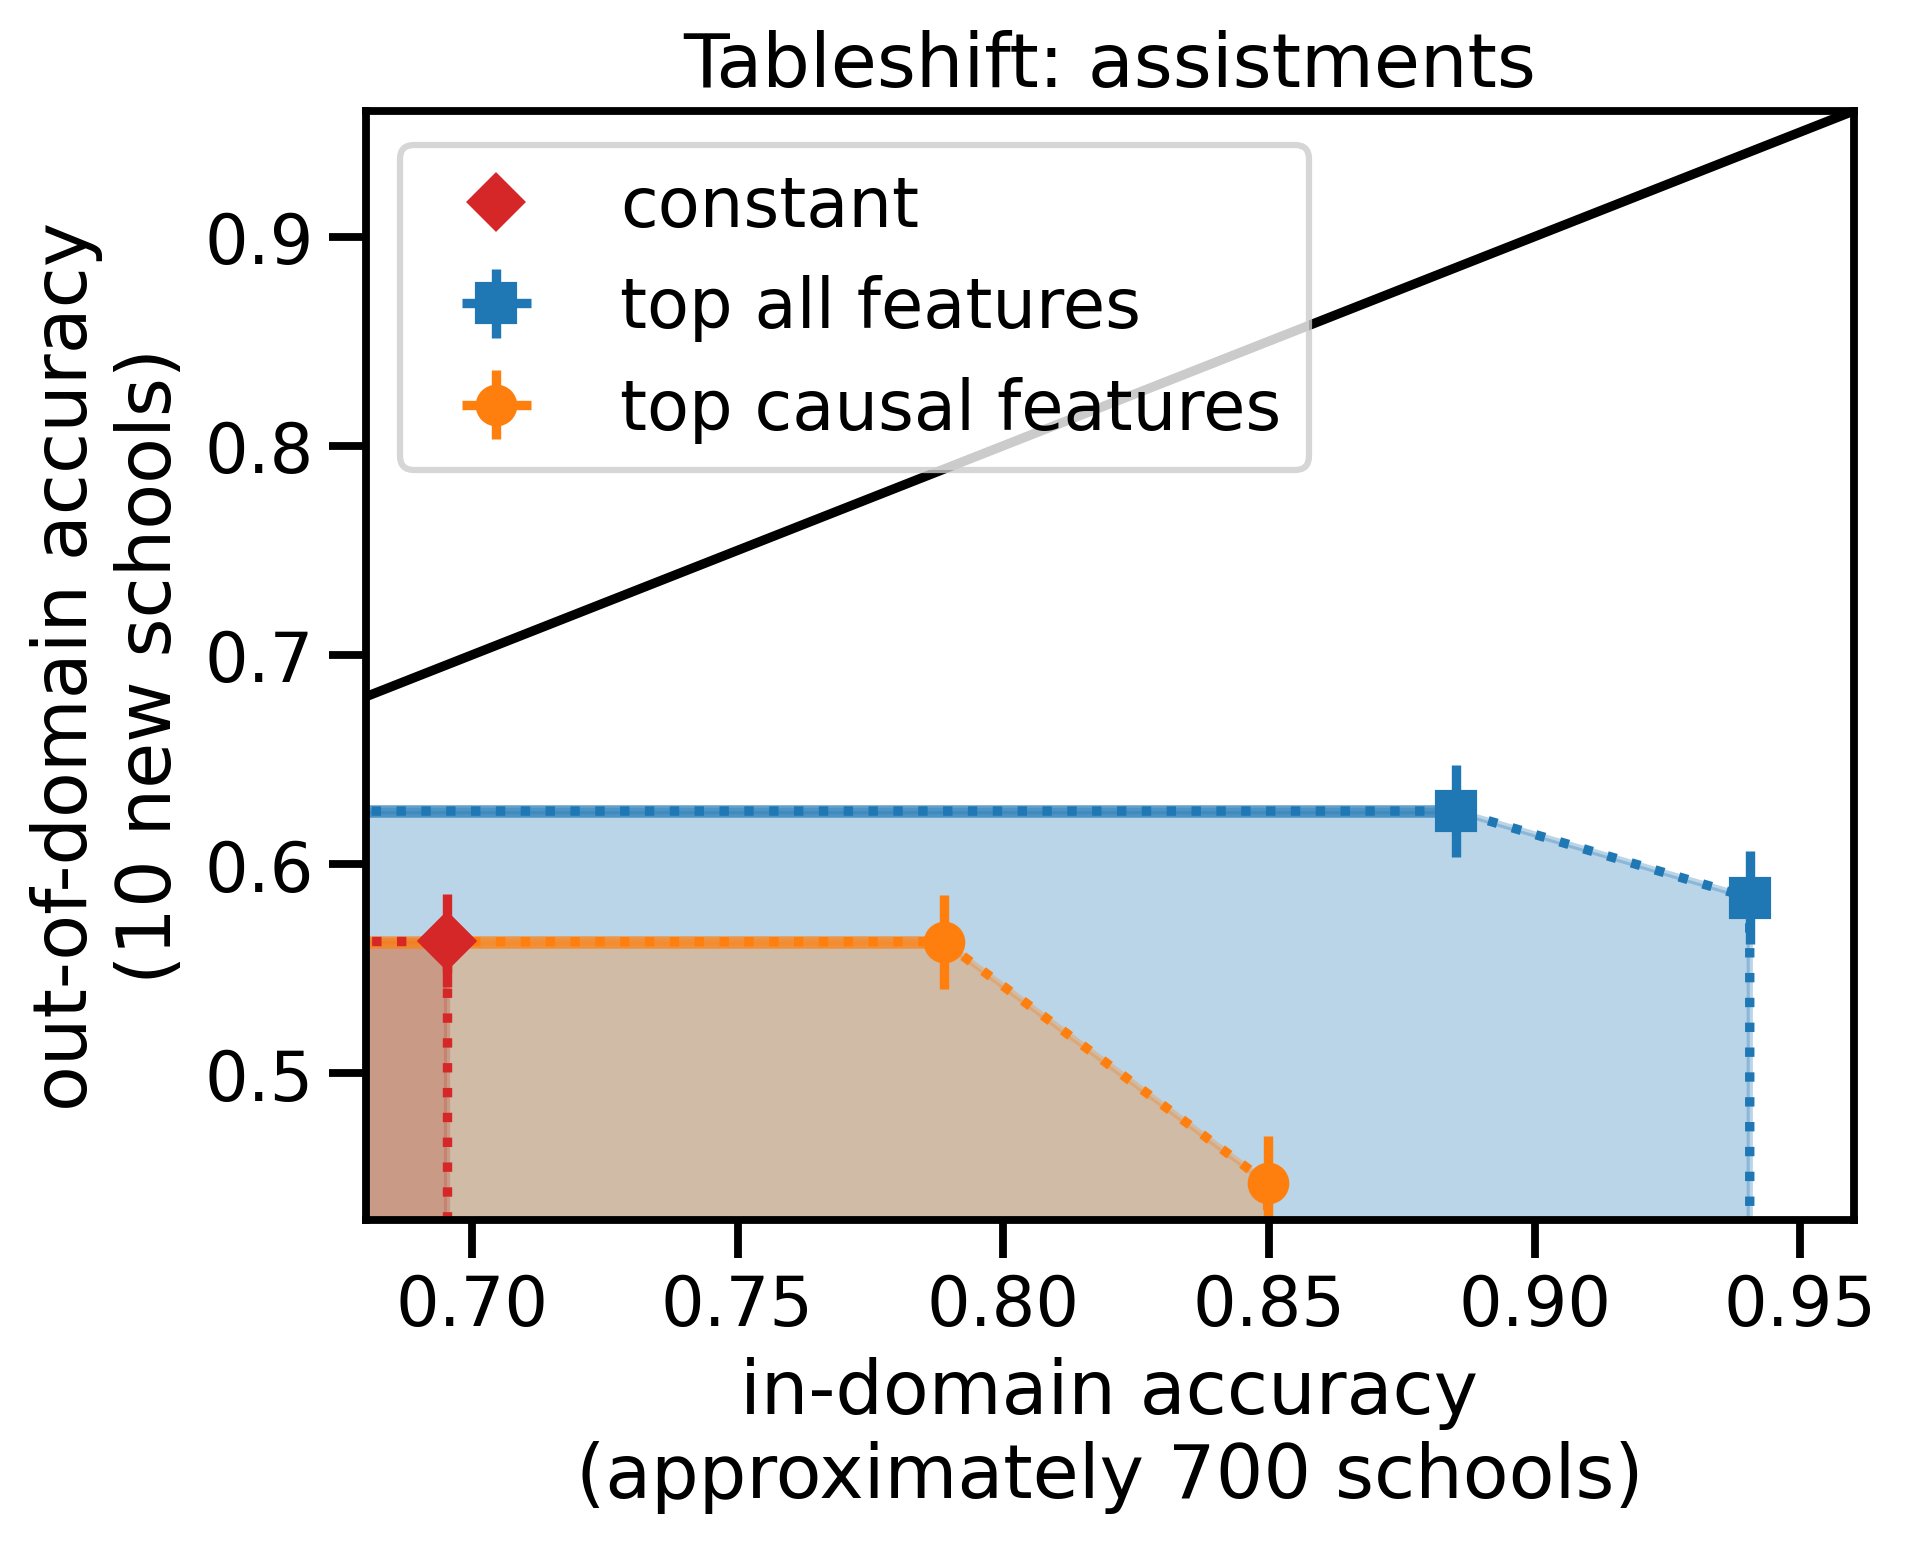 Tableshift: assistments
constant
top all features
top causal features
out-of-domain accuracy
(10 new schools)
0.9
0.8
0.7
0.6
0.5
0.70 0.75 0.80 0.85 0.90 0.95
in-domain accuracy
(approximately 700 schools)